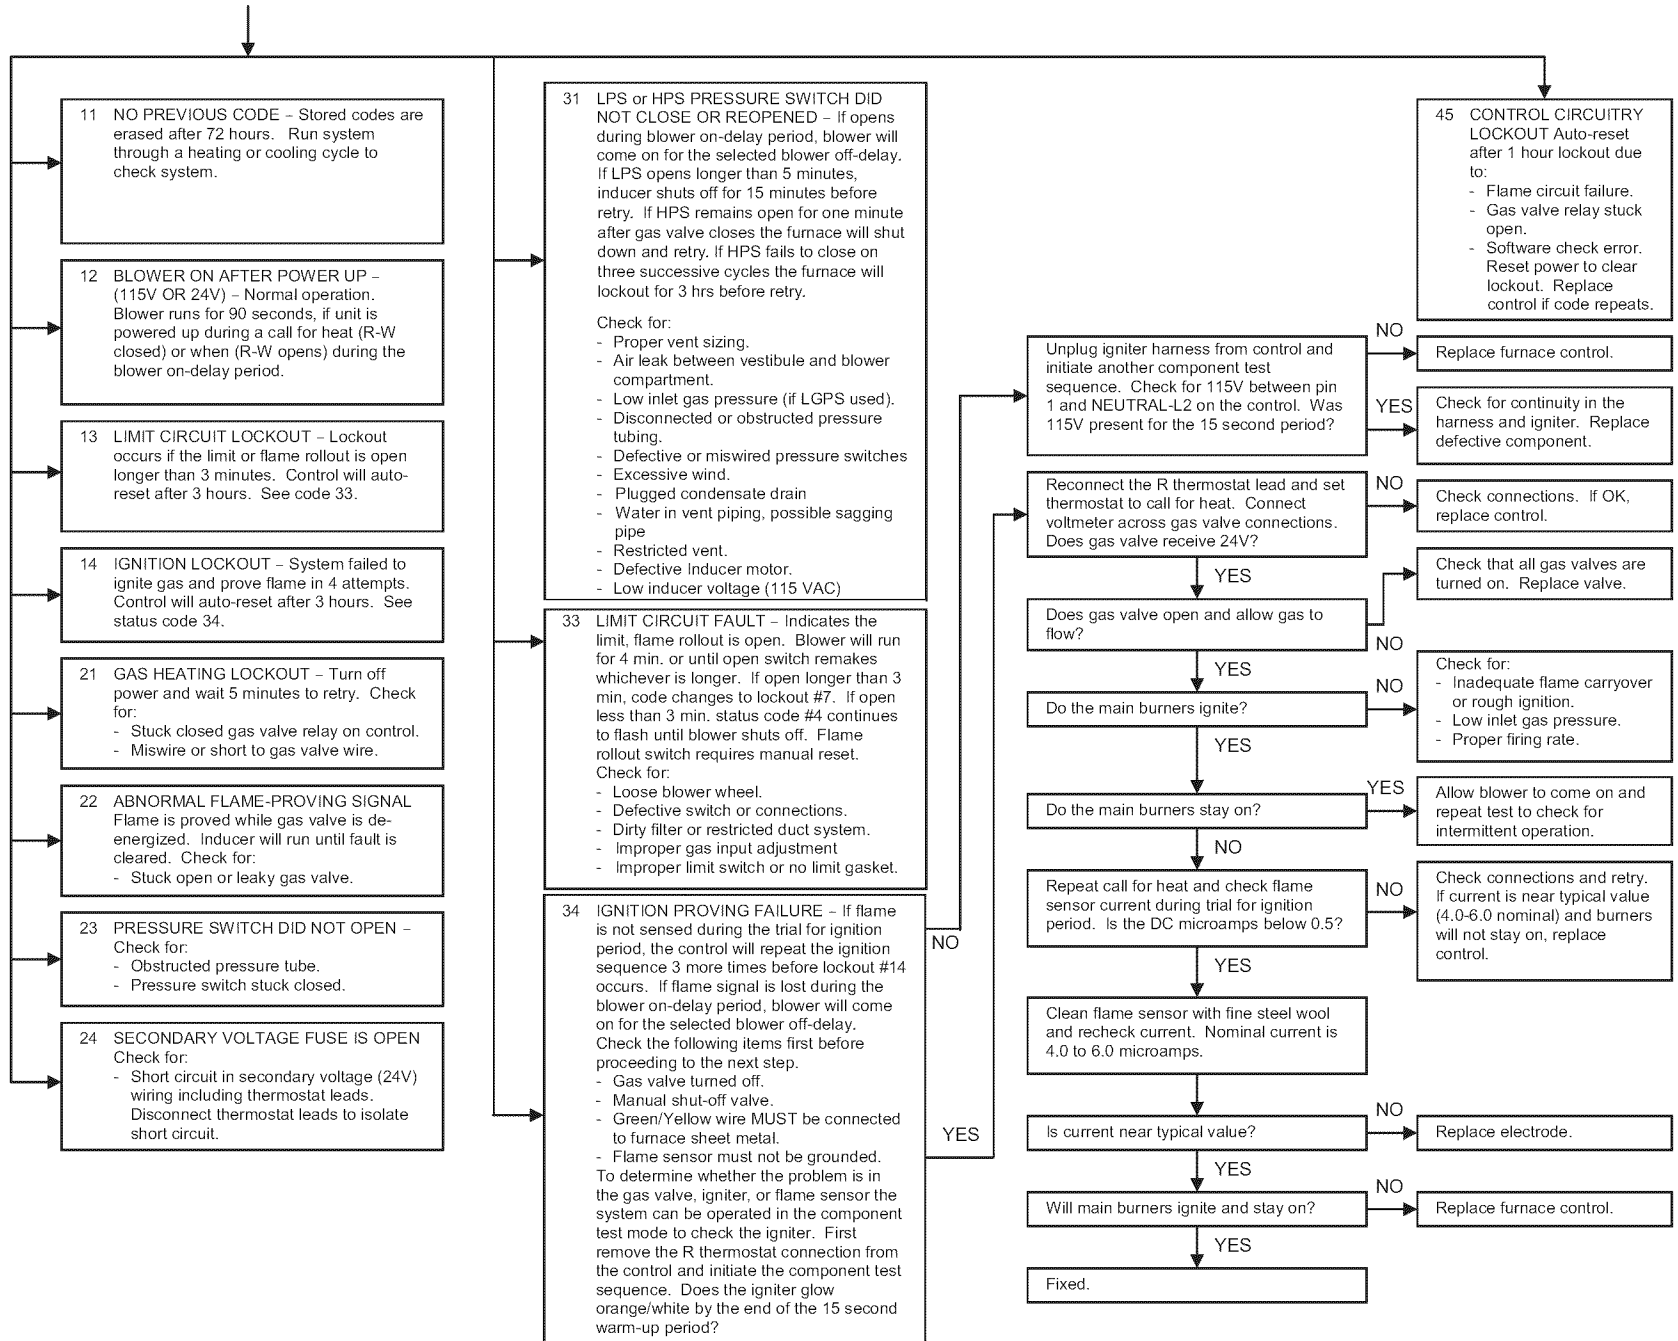 11 NO PREVIOUS CODE – Stored codes are
erased after 72 hours. Run system
through a heating or cooling cycle to
check system.
12 BLOWER ON AFTER POWER UP –
(115V OR 24V) – Normal operation.
Blower runs for 90 seconds, if unit is
powered up during a call for heat (R-W
closed) or when (R-W opens) during the
blower on-delay period.
13 LIMIT CIRCUIT LOCKOUT – Lockout
occurs if the limit or flame rollout is open
longer than 3 minutes. Control will auto-
reset after 3 hours. See code 33.
14 IGNITION LOCKOUT – System failed to
ignite gas and prove flame in 4 attempts.
Control will auto-reset after 3 hours. See
status code 34.
21 GAS HEATING LOCKOUT – Turn off
power and wait 5 minutes to retry. Check
for:
- Stuck closed gas valve relay on control.
- Miswire or short to gas valve wire.
22 ABNORMAL FLAME-PROVING SIGNAL
Flame is proved while gas valve is de-
energized. Inducer will run until fault is
cleared. Check for:
- Stuck open or leaky gas valve.
23 PRESSURE SWITCH DID NOT OPEN –
Check for:
- Obstructed pressure tube.
- Pressure switch stuck closed.
24 SECONDARY VOLTAGE FUSE IS OPEN
Check for:
- Short circuit in secondary voltage (24V)
wiring including thermostat leads.
Disconnect thermostat leads to isolate
short circuit.
31 LPS or HPS PRESSURE SWITCH DID
NOT CLOSE OR REOPENED – If opens
during blower on-delay period, blower will
come on for the selected blower off-delay.
If LPS opens longer than 5 minutes,
inducer shuts off for 15 minutes before
retry. If HPS remains open for one minute
after gas valve closes the furnace will shut
down and retry. If HPS fails to close on
three successive cycles the furnace will
lockout for 3 hrs before retry.
Check for:
- Proper vent sizing.
- Air leak between vestibule and blower
compartment.
- Low inlet gas pressure (if LGPS used).
- Disconnected or obstructed pressure
tubing.
- Defective or miswired pressure switches
- Excessive wind.
- Plugged condensate drain
- Water in vent piping, possible sagging
pipe
- Restricted vent.
- Defective Inducer motor.
- Low inducer voltage (115 VAC)
33 LIMIT CIRCUIT FAULT – Indicates the
limit, flame rollout is open. Blower will run
for 4 min. or until open switch remakes
whichever is longer. If open longer than 3
min, code changes to lockout #7. If open
less than 3 min. status code #4 continues
to flash until blower shuts off. Flame
rollout switch requires manual reset.
Check for:
- Loose blower wheel.
- Defective switch or connections.
- Dirty filter or restricted duct system.
- Improper gas input adjustment
- Improper limit switch or no limit gasket.
34 IGNITION PROVING FAILURE – If flame
is not sensed during the trial for ignition
period, the control will repeat the ignition
sequence 3 more times before lockout #14
occurs. If flame signal is lost during the
blower on-delay period, blower will come
on for the selected blower off-delay.
Check the following items first before
proceeding to the next step.
- Gas valve turned off.
- Manual shut-off valve.
- Green/Yellow wire MUST be connected
to furnace sheet metal.
- Flame sensor must not be grounded.
To determine whether the problem is in
the gas valve, igniter, or flame sensor the
system can be operated in the component
test mode to check the igniter. First
remove the R thermostat connection from
the control and initiate the component test
sequence. Does the igniter glow
orange/white by the end of the 15 second
warm-up period?
NO
YES
45 CONTROL CIRCUITRY
LOCKOUT Auto-reset
after 1 hour lockout due
to:
- Flame circuit failure.
- Gas valve relay stuck
open.
- Software check error.
Reset power to clear
lockout. Replace
control if code repeats.
Unplug igniter harness from control and
initiate another component test
sequence. Check for 115V between pin
1 and NEUTRAL-L2 on the control. Was
115V present for the 15 second period?
NO
Replace furnace control.
YES
Check for continuity in the
harness and igniter. Replace
defective component.
Reconnect the R thermostat lead and set
thermostat to call for heat. Connect
voltmeter across gas valve connections.
Does gas valve receive 24V?
NO
Check connections. If OK,
replace control.
YES
Does gas valve open and allow gas to
flow?
Check that all gas valves are
turned on. Replace valve.
NO
YES
Do the main burners ignite?
NO
Check for:
- Inadequate flame carryover
or rough ignition.
- Low inlet gas pressure.
- Proper firing rate.
YES
Do the main burners stay on?
YES
Allow blower to come on and
repeat test to check for
intermittent operation.
NO
Repeat call for heat and check flame
sensor current during trial for ignition
period. Is the DC microamps below 0.5?
NO
Check connections and retry.
If current is near typical value
(4.0-6.0 nominal) and burners
will not stay on, replace
control.
YES
Clean flame sensor with fine steel wool
and recheck current. Nominal current is
4.0 to 6.0 microamps.
Is current near typical value?
NO
Replace electrode.
YES
Will main burners ignite and stay on?
NO
Replace furnace control.
YES
Fixed.